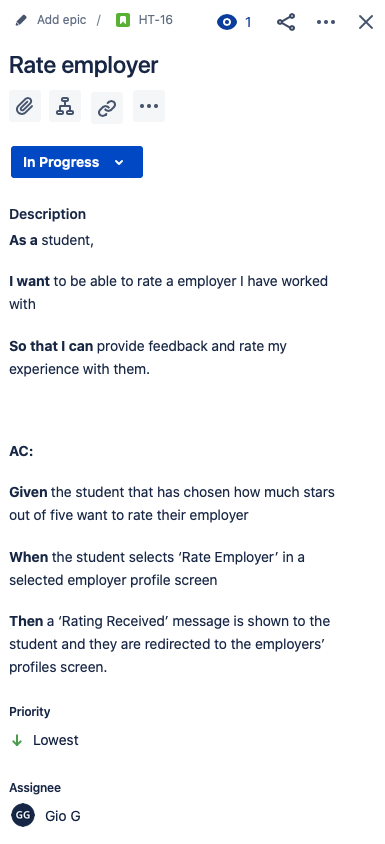 Add epic / HT-16 1
Rate employer
In Progress
Description
As a student,
I want to be able to rate a employer I have worked
with
So that I can provide feedback and rate my
experience with them.
AC:
Given the student that has chosen how much stars
out of five want to rate their employer
When the student selects ‘Rate Employer’ in a
selected employer profile screen
Then a ‘Rating Received’ message is shown to the
student and they are redirected to the employers’
profiles screen.
Priority
Lowest
Assignee
GG Gio G